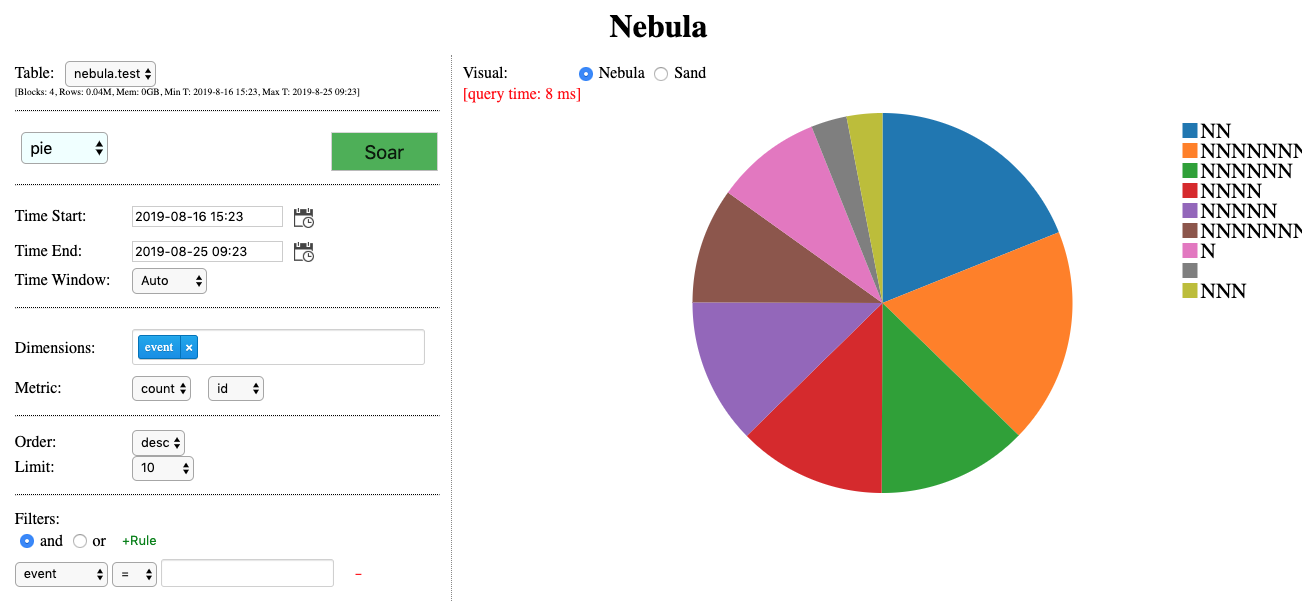 Nebula
Table: nebula.test
[Blocks: 4, Rows: 0.04M, Mem: 0GB, Min T: 2019-8-16 15:23, Max T: 2019-8-25 09:23]
pie
Soar
Time Start: 2019-08-16 15:23
Time End: 2019-08-25 09:23
Time Window: Auto
Dimensions: event ×
Metric: count id
Order: desc
Limit: 10
Filters:
and or +Rule
event = −
Visual: Nebula Sand
[query time: 8 ms]
NN
NNNNNNN
NNNNNN
NNNN
NNNNN
NNNNNNN
N
NNN